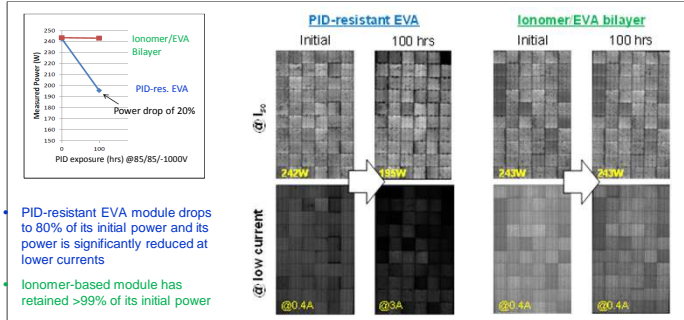 250
240
230
220
210
200
190
180
170
160
150
0
100
Measured Power (W)
PID exposure (hrs) @85/85/-1000V
Ionomer/EVA
Bilayer
PID-res. EVA
Power drop of 20%
• PID-resistant EVA module drops
to 80% of its initial power and its
power is significantly reduced at
lower currents
• Ionomer-based module has
retained >99% of its initial power
PID-resistant EVA
Initial
100 hrs
Ionomer/EVA bilayer
Initial
100 hrs
@ Isc
242W
195W
243W
243W
@ low current
@0.4A
@3A
@0.4A
@0.4A